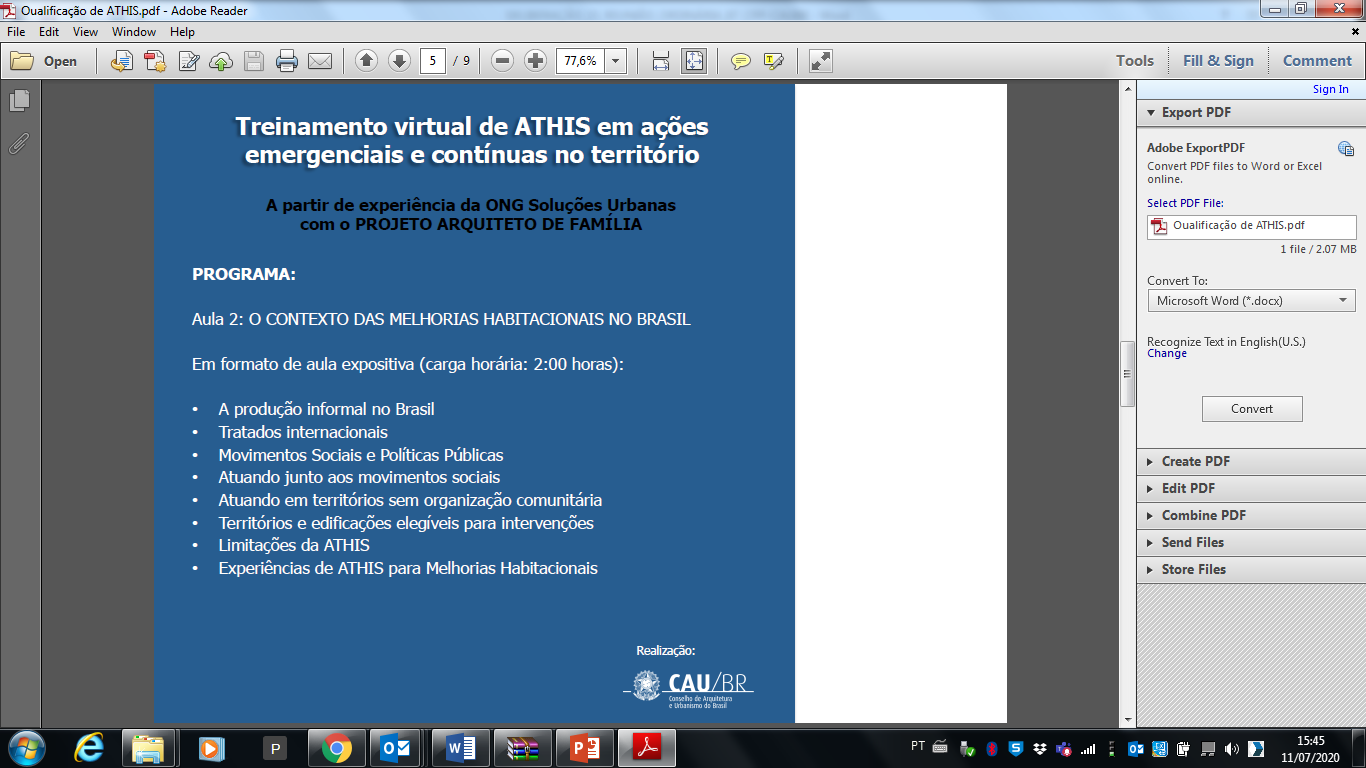 Oualificação de ATHIS.pdf - Adobe Reader
File Edit View Window Help
Open 5 / 9 77,6% Tools Fill & Sign Comment
Sign In
Treinamento virtual de ATHIS em ações
emergenciais e contínuas no território
A partir de experiência da ONG Soluções Urbanas
com o PROJETO ARQUITETO DE FAMÍLIA
PROGRAMA:
Aula 2: O CONTEXTO DAS MELHORIAS HABITACIONAIS NO BRASIL
Em formato de aula expositiva (carga horária: 2:00 horas):
• A produção informal no Brasil
• Tratados internacionais
• Movimentos Sociais e Políticas Públicas
• Atuando junto aos movimentos sociais
• Atuando em territórios sem organização comunitária
• Territórios e edificações elegíveis para intervenções
• Limitações da ATHIS
• Experiências de ATHIS para Melhorias Habitacionais
Realização:
CAU/BR
Conselho de Arquitetura
e Urbanismo do Brasil
Export PDF
Adobe ExportPDF
Convert PDF files to Word or Excel
online.
Select PDF File:
Oualificação de ATHIS.pdf
1 file / 2.07 MB
Convert To:
Microsoft Word (*.docx)
Recognize Text in English(U.S.)
Change
Convert
Create PDF
Edit PDF
Combine PDF
Send Files
Store Files
P
PT
15:45
11/07/2020